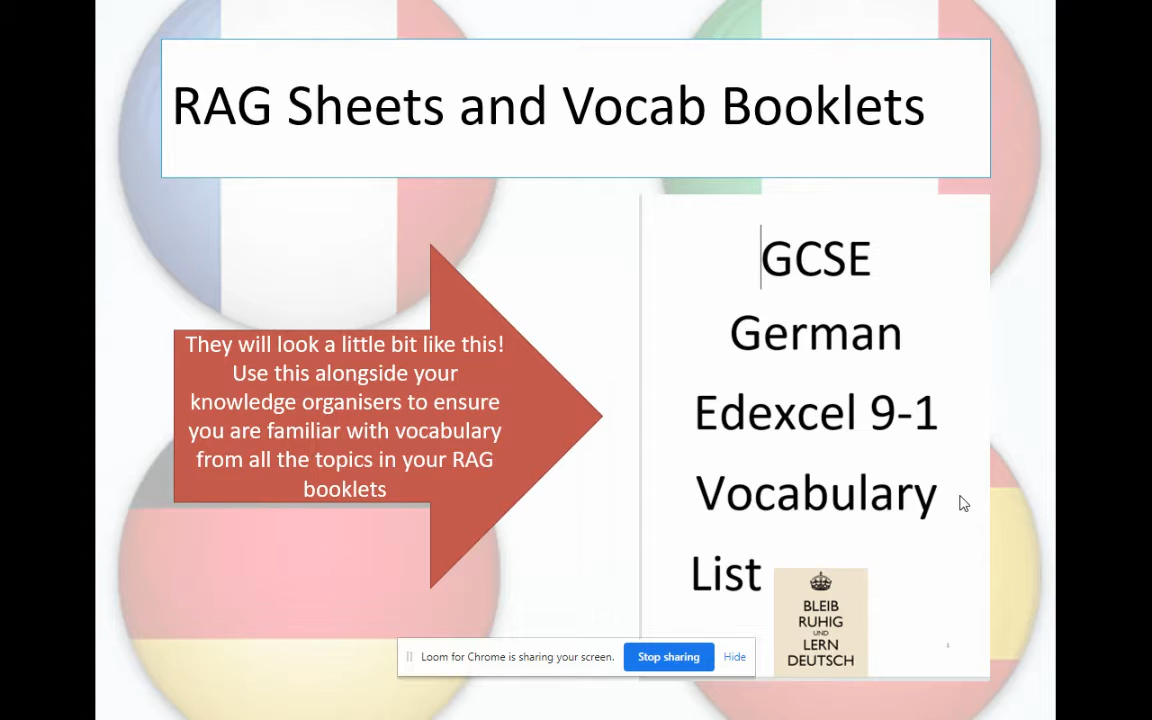 RAG Sheets and Vocab Booklets
They will look a little bit like this!
Use this alongside your
knowledge organisers to ensure
you are familiar with vocabulary
from all the topics in your RAG
booklets
GCSE
German
Edexcel 9-1
Vocabulary
List
BLEIB
RUHIG
UND
LERN
DEUTSCH
Loom for Chrome is sharing your screen.
Stop sharing
Hide